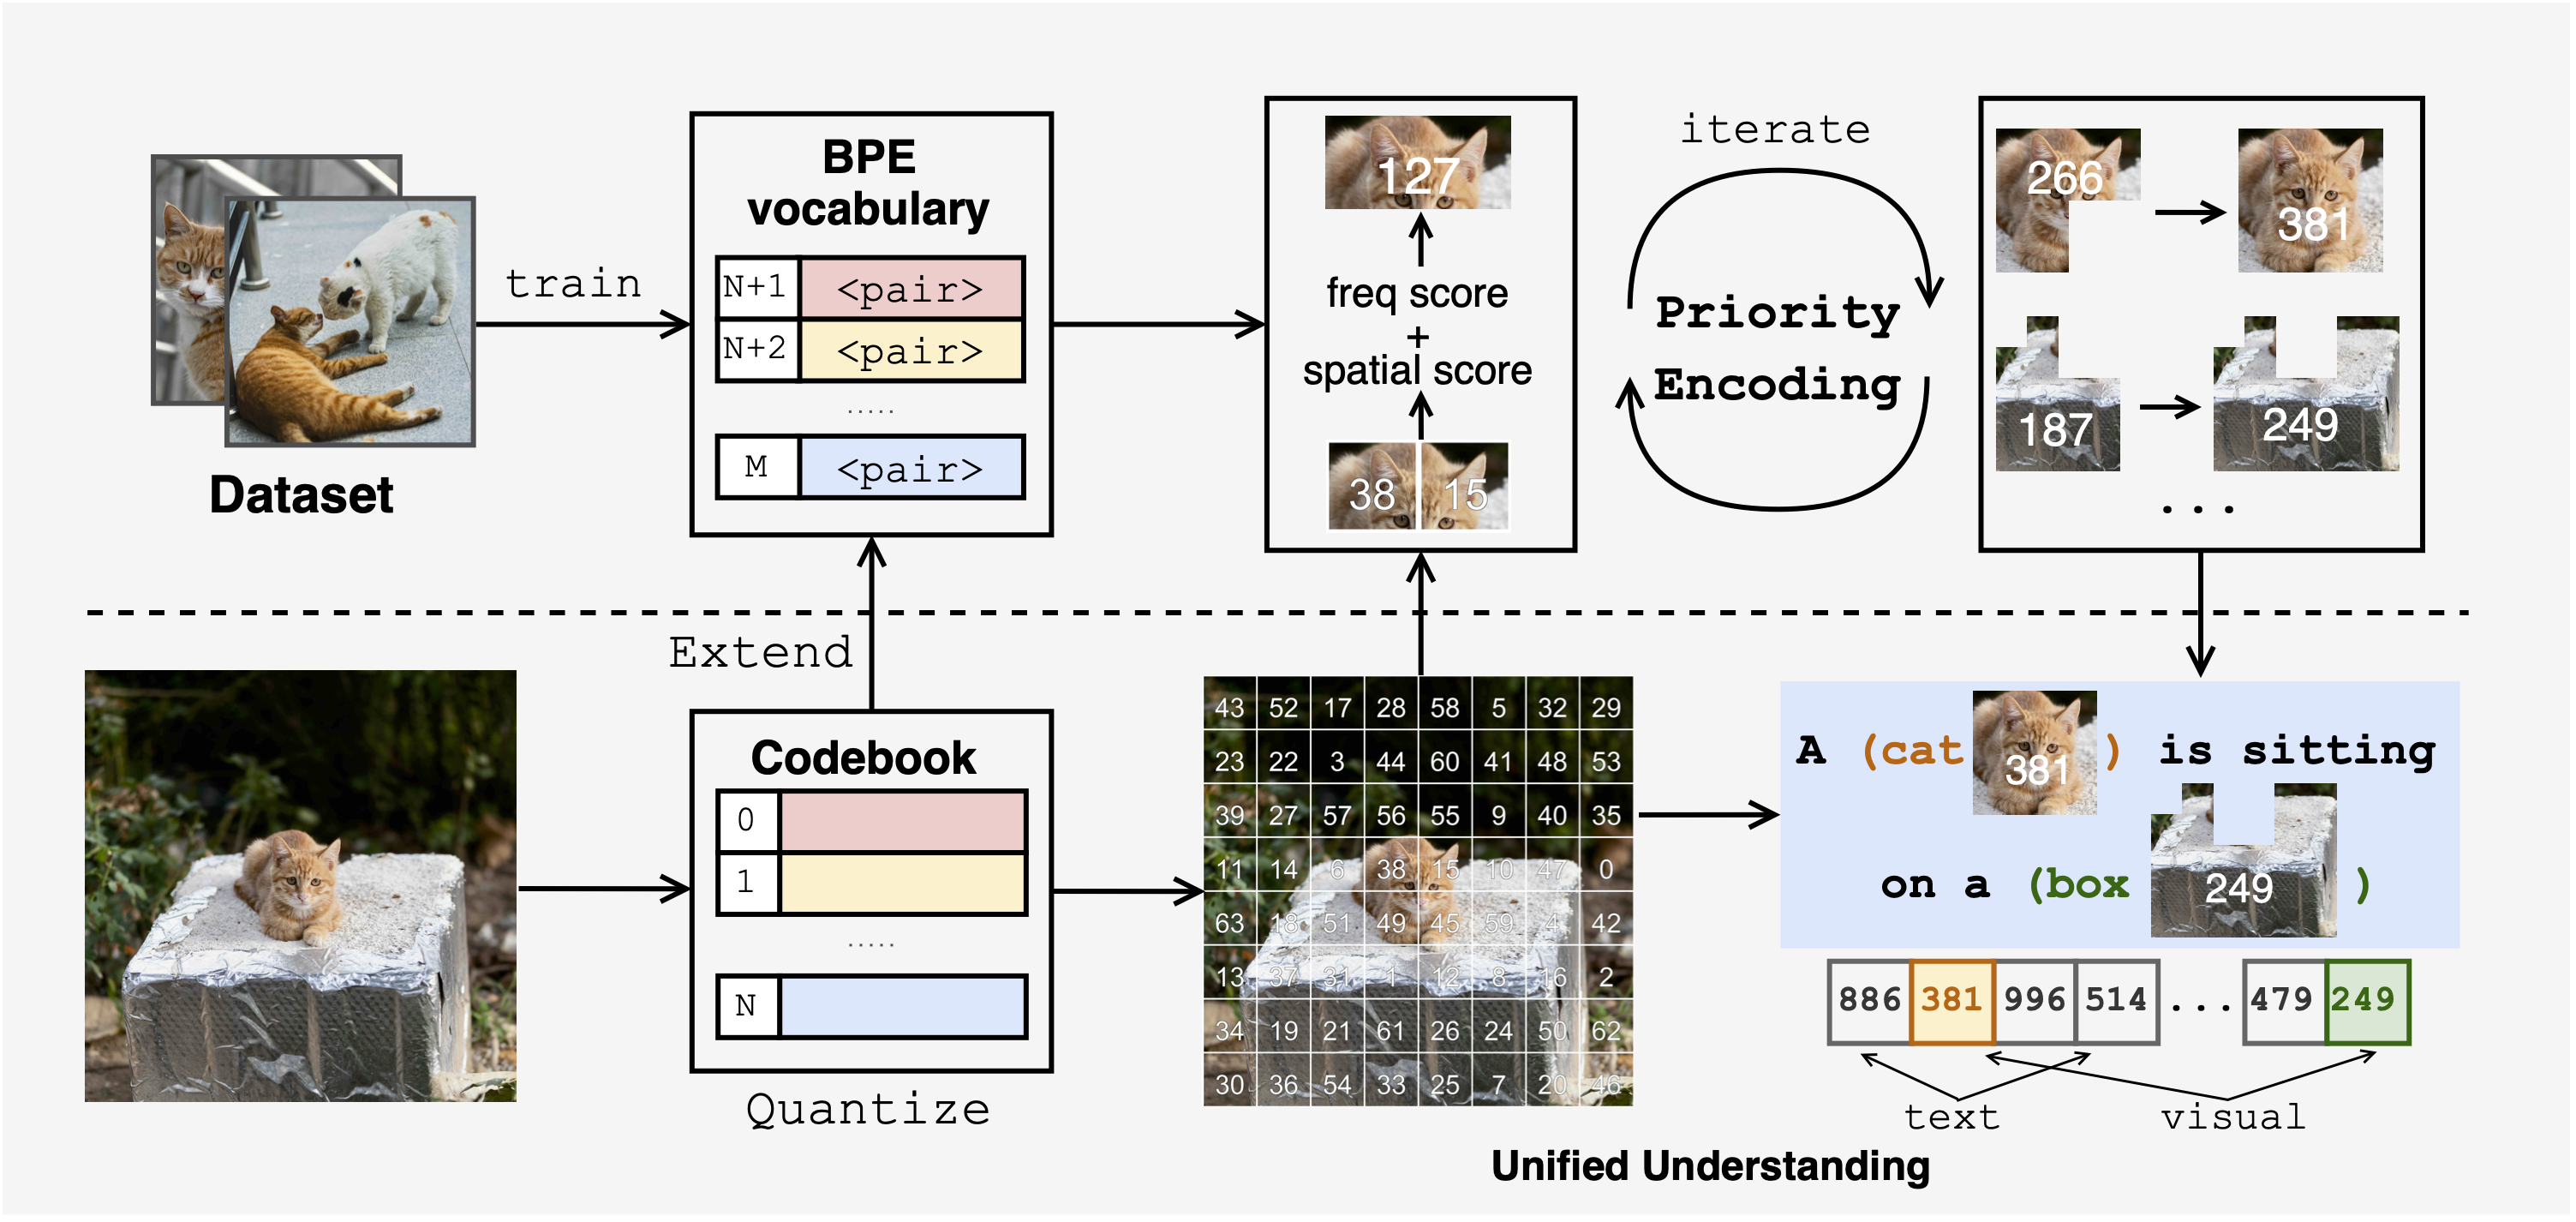 Dataset
train
BPE
vocabulary
N+1 <pair>
N+2 <pair>
.....
M <pair>
127
freq score
+
spatial score
38 15
iterate
Priority
Encoding
266 381
187 249
...
Extend
Codebook
0
1
.....
N
Quantize
43 52 17 28 58 5 32 29
23 22 3 44 60 41 48 53
39 27 57 56 55 9 40 35
11 14 6 38 15 10 47 0
63 18 51 49 45 59 4 42
13 37 31 1 12 8 16 2
34 19 21 61 26 24 50 62
30 36 54 33 25 7 20 46
A (cat 381 ) is sitting
on a (box 249 )
886 381 996 514 ... 479 249
text visual
Unified Understanding